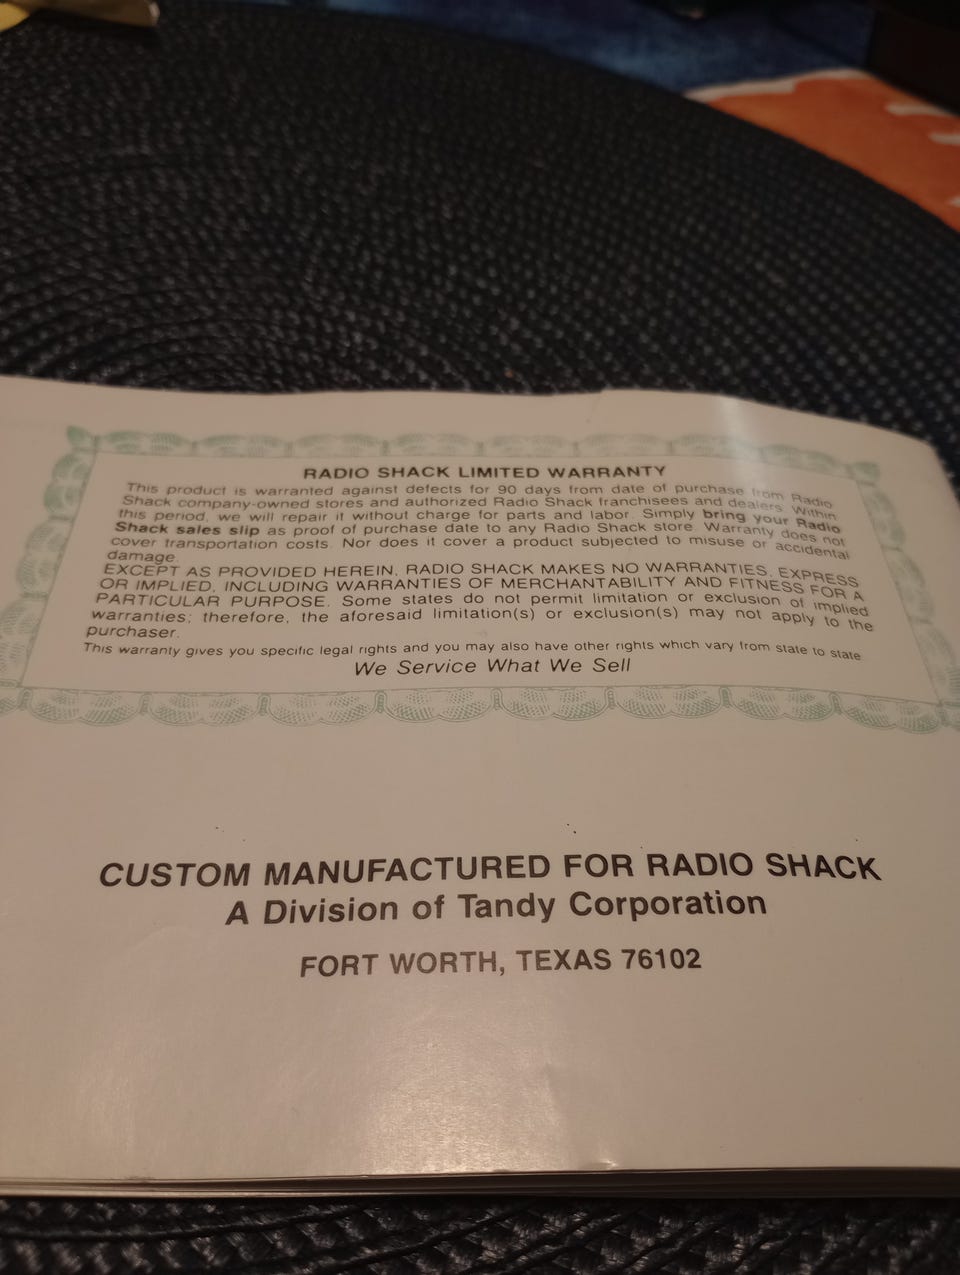 RADIO SHACK LIMITED WARRANTY
This product is warranted against defects for 90 days from date of purchase from Radio
Shack company-owned stores and authorized Radio Shack franchisees and dealers. Within
this period, we will repair it without charge for parts and labor. Simply bring your Radio
Shack sales slip as proof of purchase date to any Radio Shack store. Warranty does not
cover transportation costs. Nor does it cover a product subjected to misuse or accidental
damage.
EXCEPT AS PROVIDED HEREIN, RADIO SHACK MAKES NO WARRANTIES, EXPRESS
OR IMPLIED, INCLUDING WARRANTIES OF MERCHANTABILITY AND FITNESS FOR A
PARTICULAR PURPOSE. Some states do not permit limitation or exclusion of implied
warranties; therefore, the aforesaid limitation(s) or exclusion(s) may not apply to the
purchaser.
This warranty gives you specific legal rights and you may also have other rights which vary from state to state.
We Service What We Sell
CUSTOM MANUFACTURED FOR RADIO SHACK
A Division of Tandy Corporation
FORT WORTH, TEXAS 76102